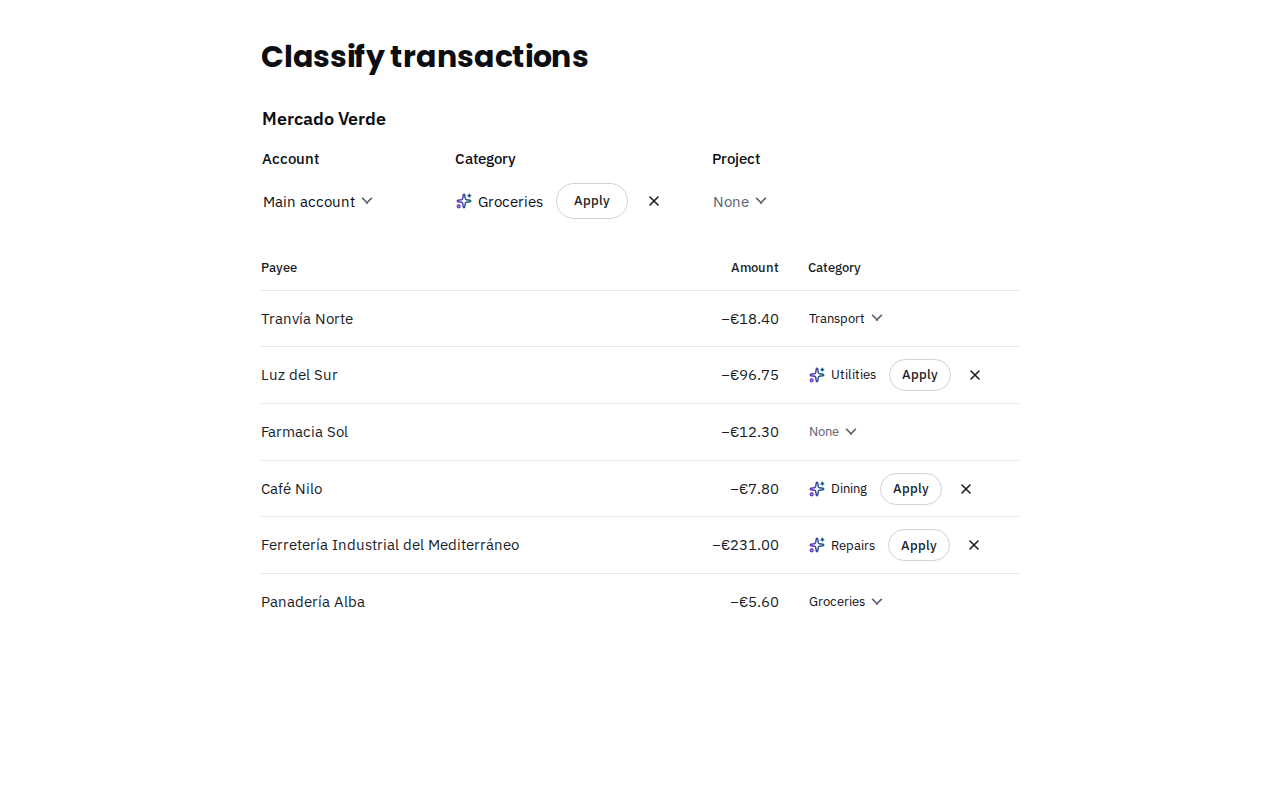 Classify transactions
Mercado Verde
Account Category Project
Main account Groceries Apply None
Payee Amount Category
Tranvía Norte −€18.40 Transport
Luz del Sur −€96.75 Utilities Apply
Farmacia Sol −€12.30 None
Café Nilo −€7.80 Dining Apply
Ferretería Industrial del Mediterráneo −€231.00 Repairs Apply
Panadería Alba −€5.60 Groceries